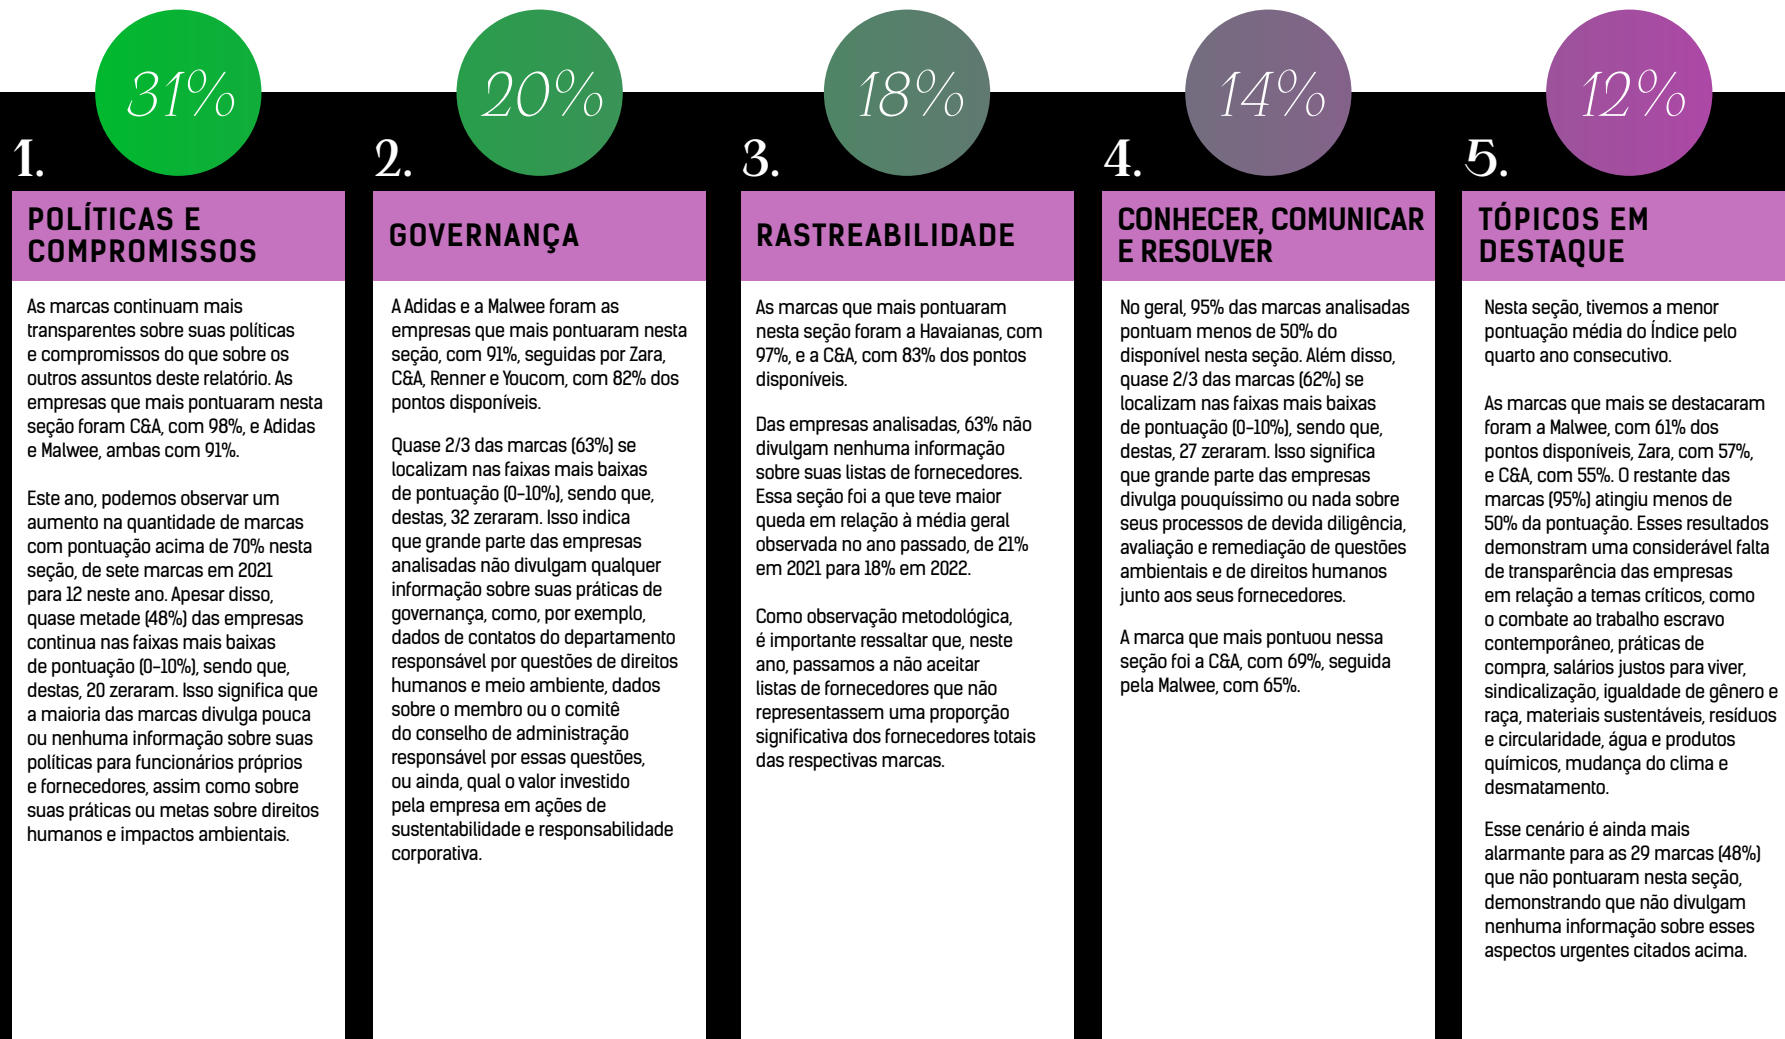 31%
1.
POLÍTICAS E
COMPROMISSOS
As marcas continuam mais
transparentes sobre suas políticas
e compromissos do que sobre os
outros assuntos deste relatório. As
empresas que mais pontuaram nesta
seção foram C&A, com 98%, e Adidas
e Malwee, ambas com 91%.
Este ano, podemos observar um
aumento na quantidade de marcas
com pontuação acima de 70% nesta
seção, de sete marcas em 2021
para 12 neste ano. Apesar disso,
quase metade (48%) das empresas
continua nas faixas mais baixas
de pontuação (0-10%), sendo que,
destas, 20 zeraram. Isso significa que
a maioria das marcas divulga pouca
ou nenhuma informação sobre suas
políticas para funcionários próprios
e fornecedores, assim como sobre
suas práticas ou metas sobre direitos
humanos e impactos ambientais.
20%
2.
GOVERNANÇA
A Adidas e a Malwee foram as
empresas que mais pontuaram nesta
seção, com 91%, seguidas por Zara,
C&A, Renner e Youcom, com 82% dos
pontos disponíveis.
Quase 2/3 das marcas (63%) se
localizam nas faixas mais baixas
de pontuação (0-10%), sendo que,
destas, 32 zeraram. Isso indica
que grande parte das empresas
analisadas não divulgam qualquer
informação sobre suas práticas de
governança, como, por exemplo,
dados de contatos do departamento
responsável por questões de direitos
humanos e meio ambiente, dados
sobre o membro ou o comitê
do conselho de administração
responsável por essas questões,
ou ainda, qual o valor investido
pela empresa em ações de
sustentabilidade e responsabilidade
corporativa.
18%
3.
RASTREABILIDADE
As marcas que mais pontuaram
nesta seção foram a Havaianas, com
97%, e a C&A, com 83% dos pontos
disponíveis.
Das empresas analisadas, 63% não
divulgam nenhuma informação
sobre suas listas de fornecedores.
Essa seção foi a que teve maior
queda em relação à média geral
observada no ano passado, de 21%
em 2021 para 18% em 2022.
Como observação metodológica,
é importante ressaltar que, neste
ano, passamos a não aceitar
listas de fornecedores que não
representassem uma proporção
significativa dos fornecedores totais
das respectivas marcas.
14%
4.
CONHECER, COMUNICAR
E RESOLVER
No geral, 95% das marcas analisadas
pontuam menos de 50% do
disponível nesta seção. Além disso,
quase 2/3 das marcas (62%) se
localizam nas faixas mais baixas
de pontuação (0-10%), sendo que,
destas, 27 zeraram. Isso significa
que grande parte das empresas
divulga pouquíssimo ou nada sobre
seus processos de devida diligência,
avaliação e remediação de questões
ambientais e de direitos humanos
junto aos seus fornecedores.
A marca que mais pontuou nessa
seção foi a C&A, com 69%, seguida
pela Malwee, com 65%.
12%
5.
TÓPICOS EM
DESTAQUE
Nesta seção, tivemos a menor
pontuação média do Índice pelo
quarto ano consecutivo.
As marcas que mais se destacaram
foram a Malwee, com 61% dos
pontos disponíveis, Zara, com 57%,
e C&A, com 55%. O restante das
marcas (95%) atingiu menos de
50% da pontuação. Esses resultados
demonstram uma considerável falta
de transparência das empresas
em relação a temas críticos, como
o combate ao trabalho escravo
contemporâneo, práticas de
compra, salários justos para viver,
sindicalização, igualdade de gênero e
raça, materiais sustentáveis, resíduos
e circularidade, água e produtos
químicos, mudança do clima e
desmatamento.
Esse cenário é ainda mais
alarmante para as 29 marcas (48%)
que não pontuaram nesta seção,
demonstrando que não divulgam
nenhuma informação sobre esses
aspectos urgentes citados acima.